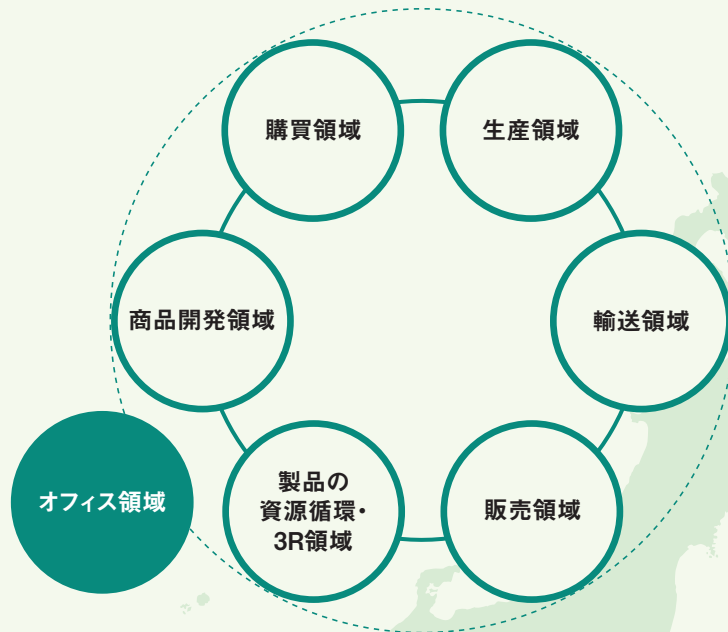 購買領域
生産領域
商品開発領域
輸送領域
オフィス領域
製品の
資源循環・
3R領域
販売領域